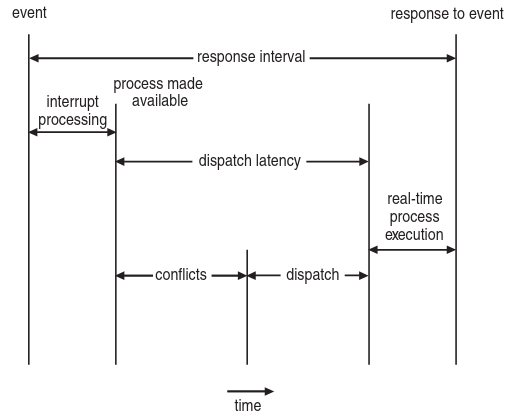 event
response to event
response interval
process made
available
interrupt
processing
dispatch latency
real-time
process
execution
conflicts
dispatch
time